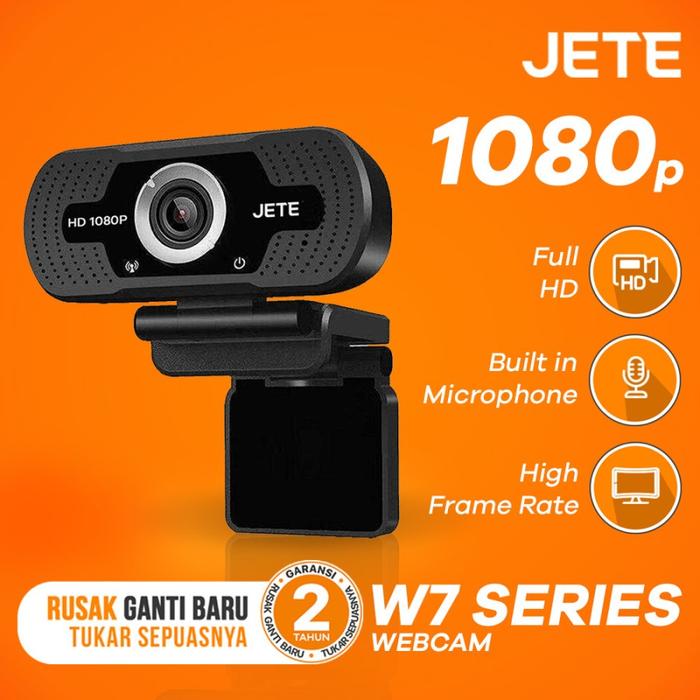 JETE
1080p
HD 1080P
JETE
Full
HD
HD
Built in
Microphone
High
Frame Rate
RUSAK GANTI BARU
TUKAR SEPUASNYA
GARANSI
2
TAHUN
RUSAK GANTI BARU • TUKAR SEPUASNYA
W7 SERIES
WEBCAM